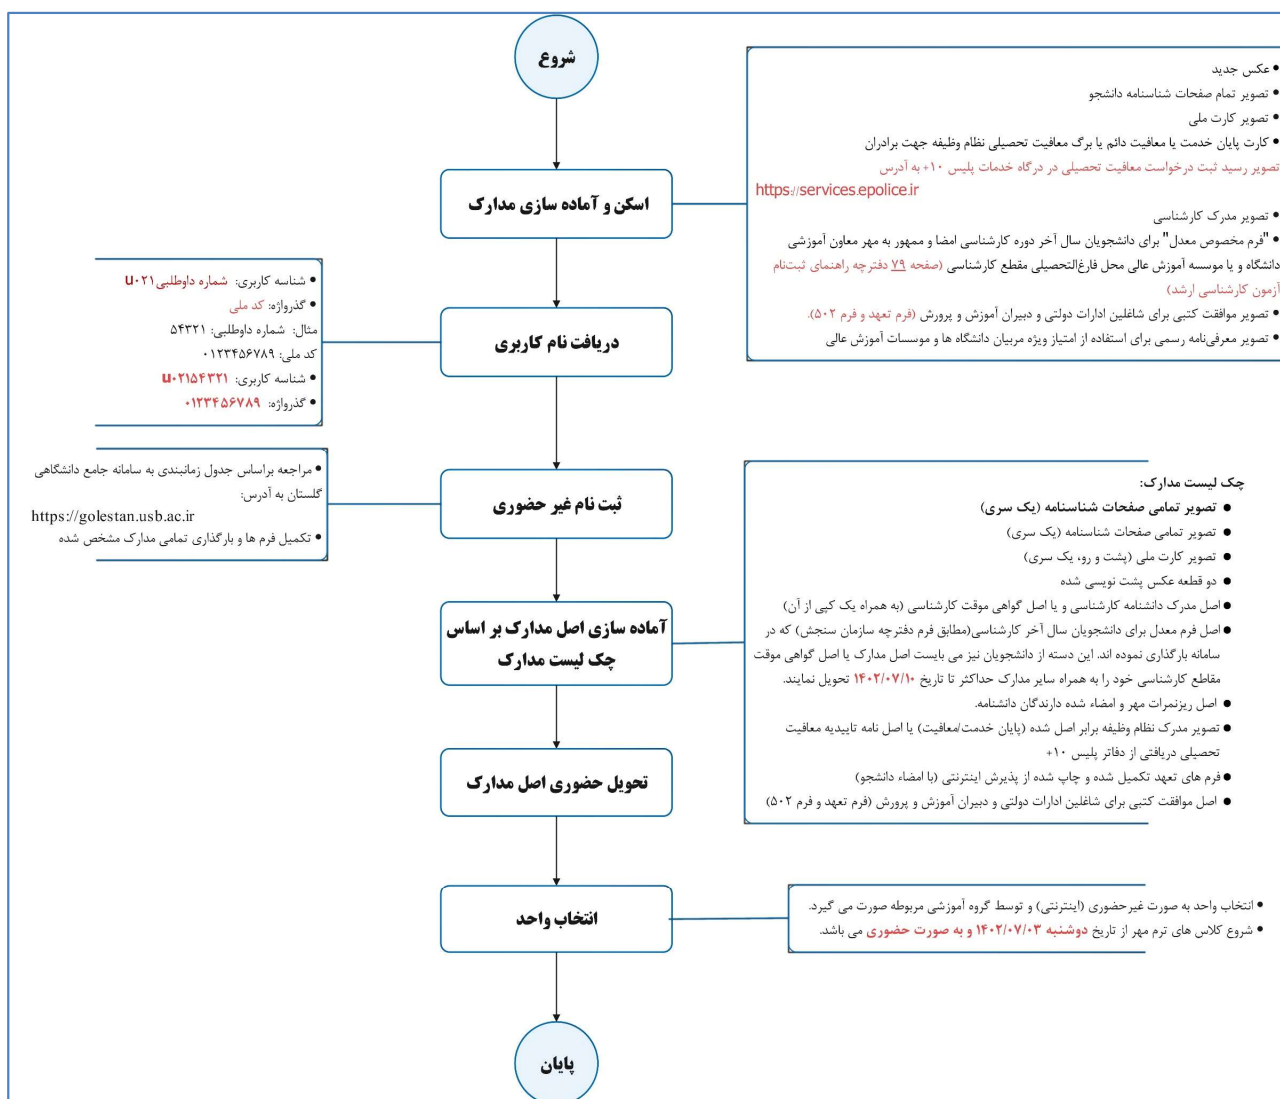 شروع
• عکس جدید
• تصویر تمام صفحات شناسنامه دانشجو
• تصویر کارت ملی
• کارت پایان خدمت یا معافیت دائم یا برگ معافیت تحصیلی نظام وظیفه جهت برادران
تصویر رسید ثبت درخواست معافیت تحصیلی در درگاه خدمات پلیس ۱۰+ به آدرس
https://services.epolice.ir
• تصویر مدرک کارشناسی
• "فرم مخصوص معدل" برای دانشجویان سال آخر دوره کارشناسی امضا و ممهور به مهر معاون آموزشی
دانشگاه و یا موسسه آموزش عالی محل فارغ‌التحصیلی مقطع کارشناسی (صفحه ۷۹ دفترچه راهنمای ثبت‌نام
آزمون کارشناسی ارشد)
• تصویر موافقت کتبی برای شاغلین ادارات دولتی و دبیران آموزش و پرورش (فرم تعهد و فرم ۵۰۲).
• تصویر معرفی‌نامه رسمی برای استفاده از امتیاز ویژه مربیان دانشگاه ها و موسسات آموزش عالی
اسکن و آماده سازی مدارک
دریافت نام کاربری
• شناسه کاربری: شماره داوطلبیu۰۲۱
• گذرواژه: کد ملی
مثال: شماره داوطلبی: ۵۴۳۲۱
کد ملی: ۰۱۲۳۴۵۶۷۸۹
• شناسه کاربری: u۰۲۱۵۴۳۲۱
• گذرواژه: ۰۱۲۳۴۵۶۷۸۹
ثبت نام غیر حضوری
• مراجعه براساس جدول زمانبندی به سامانه جامع دانشگاهی
گلستان به آدرس:
https://golestan.usb.ac.ir
• تکمیل فرم ها و بارگذاری تمامی مدارک مشخص شده
آماده سازی اصل مدارک بر اساس
چک لیست مدارک
چک لیست مدارک:
● تصویر تمامی صفحات شناسنامه (یک سری)
● تصویر تمامی صفحات شناسنامه (یک سری)
● تصویر کارت ملی (پشت و رو، یک سری)
● دو قطعه عکس پشت نویسی شده
● اصل مدرک دانشنامه کارشناسی و یا اصل گواهی موقت کارشناسی (به همراه یک کپی از آن)
● اصل فرم معدل برای دانشجویان سال آخر کارشناسی(مطابق فرم دفترچه سازمان سنجش) که در
سامانه بارگذاری نموده اند. این دسته از دانشجویان نیز می بایست اصل مدارک یا اصل گواهی موقت
مقاطع کارشناسی خود را به همراه سایر مدارک حداکثر تا تاریخ ۱۴۰۲/۰۷/۱۰ تحویل نمایند.
● اصل ریزنمرات مهر و امضاء شده دارندگان دانشنامه.
● تصویر مدرک نظام وظیفه برابر اصل شده (پایان خدمت/معافیت) یا اصل نامه تاییدیه معافیت
تحصیلی دریافتی از دفاتر پلیس ۱۰+
● فرم های تعهد تکمیل شده و چاپ شده از پذیرش اینترنتی (با امضاء دانشجو)
● اصل موافقت کتبی برای شاغلین ادارات دولتی و دبیران آموزش و پرورش (فرم تعهد و فرم ۵۰۲)
تحویل حضوری اصل مدارک
انتخاب واحد
• انتخاب واحد به صورت غیرحضوری (اینترنتی) و توسط گروه آموزشی مربوطه صورت می گیرد.
• شروع کلاس های ترم مهر از تاریخ دوشنبه ۱۴۰۲/۰۷/۰۳ و به صورت حضوری می باشد.
پایان